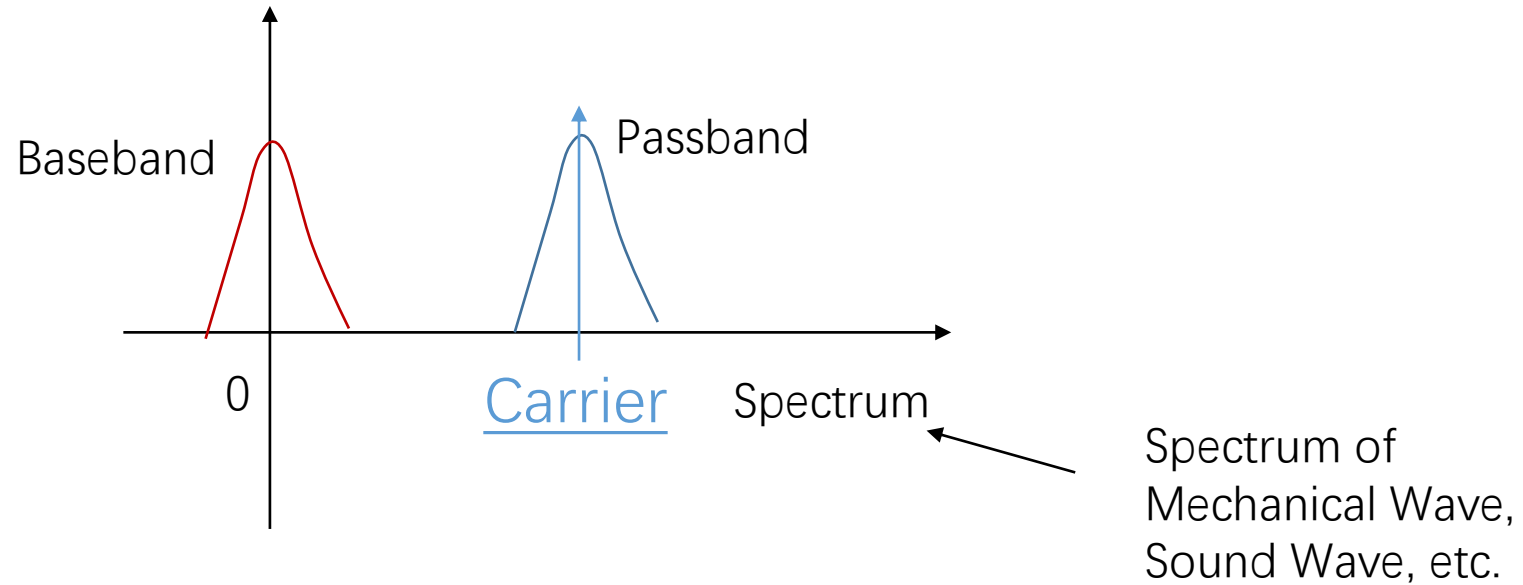 Baseband
Passband
0
Carrier
Spectrum
Spectrum of
Mechanical Wave,
Sound Wave, etc.